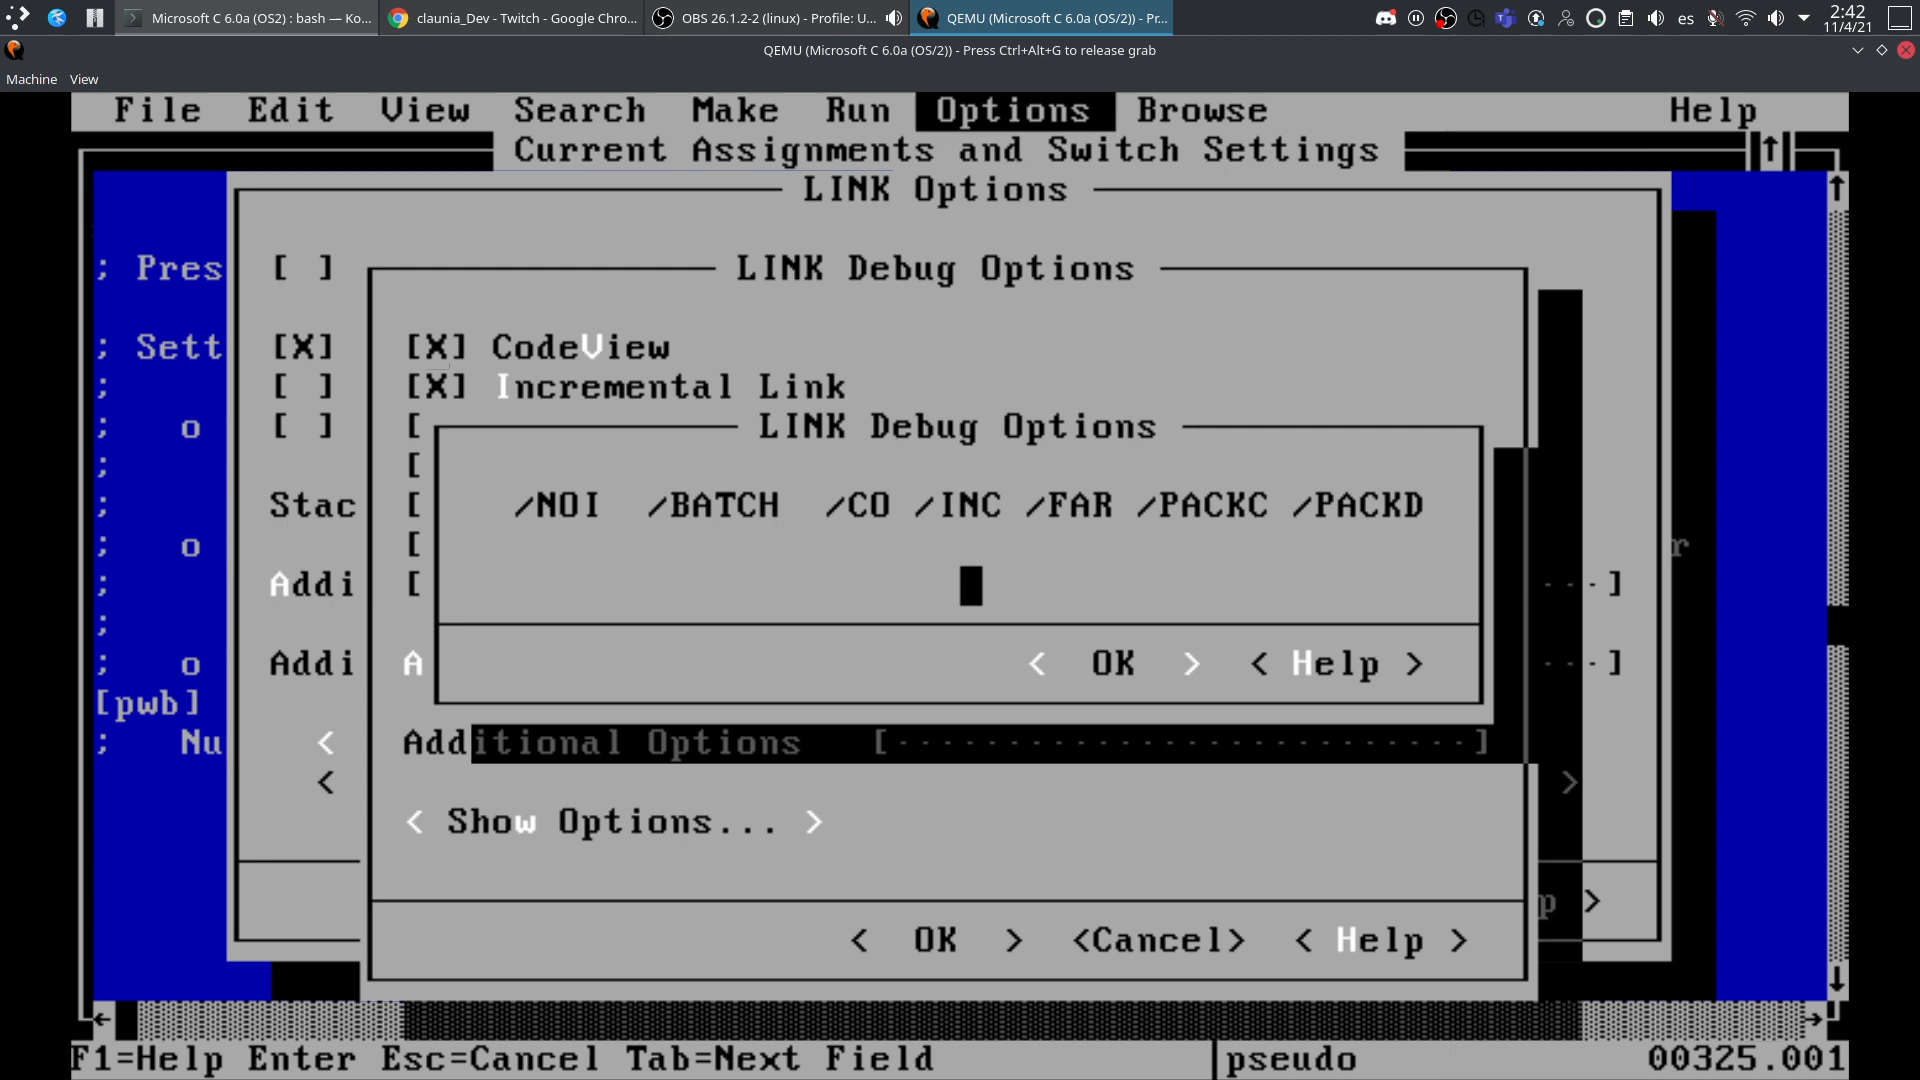 Microsoft C 6.0a (OS2) : bash — Ko...
claunia_Dev - Twitch - Google Chro...
OBS 26.1.2-2 (linux) - Profile: U...
QEMU (Microsoft C 6.0a (OS/2)) - Pr...
es
2:42
11/4/21
QEMU (Microsoft C 6.0a (OS/2)) - Press Ctrl+Alt+G to release grab
Machine View
File Edit View Search Make Run Options Browse Help
Current Assignments and Switch Settings
LINK Options
; Pres [ ] LINK Debug Options
; Sett [X] [X] CodeView
; [ ] [X] Incremental Link
; o [ ] [ LINK Debug Options
; [
; Stac [ /NOI /BATCH /CO /INC /FAR /PACKC /PACKD
; o [ r
; Addi [ ---]
;
; o Addi A < OK > < Help > ---]
[pwb]
; Nu < Additional Options [--------------------------]
< >
< Show Options... >
p >
< OK > <Cancel> < Help >
F1=Help Enter Esc=Cancel Tab=Next Field pseudo 00325.001